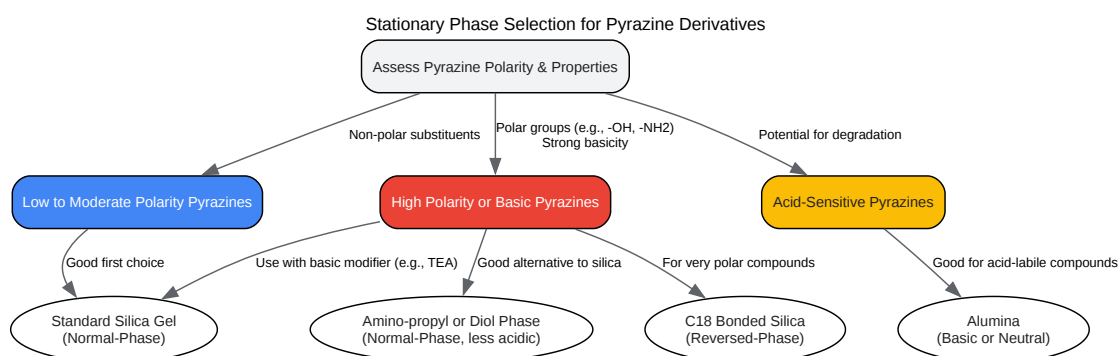 Stationary Phase Selection for Pyrazine Derivatives
Assess Pyrazine Polarity & Properties
Non-polar substituents
Polar groups (e.g., -OH, -NH2)
Strong basicity
Potential for degradation
Low to Moderate Polarity Pyrazines
High Polarity or Basic Pyrazines
Acid-Sensitive Pyrazines
Good first choice
Use with basic modifier (e.g., TEA)
Good alternative to silica
For very polar compounds
Good for acid-labile compounds
Standard Silica Gel
(Normal-Phase)
Amino-propyl or Diol Phase
(Normal-Phase, less acidic)
C18 Bonded Silica
(Reversed-Phase)
Alumina
(Basic or Neutral)